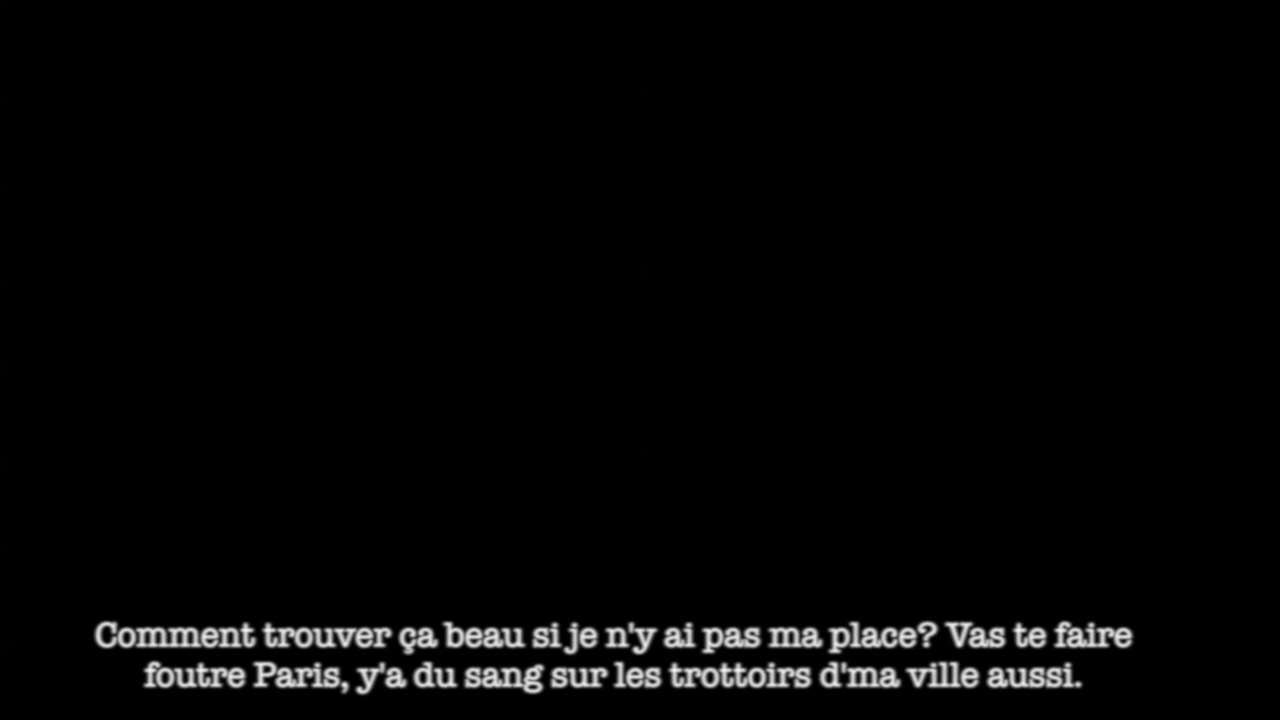 Comment trouver ça beau si je n'y ai pas ma place? Vas te faire
foutre Paris, y'a du sang sur les trottoirs d'ma ville aussi.